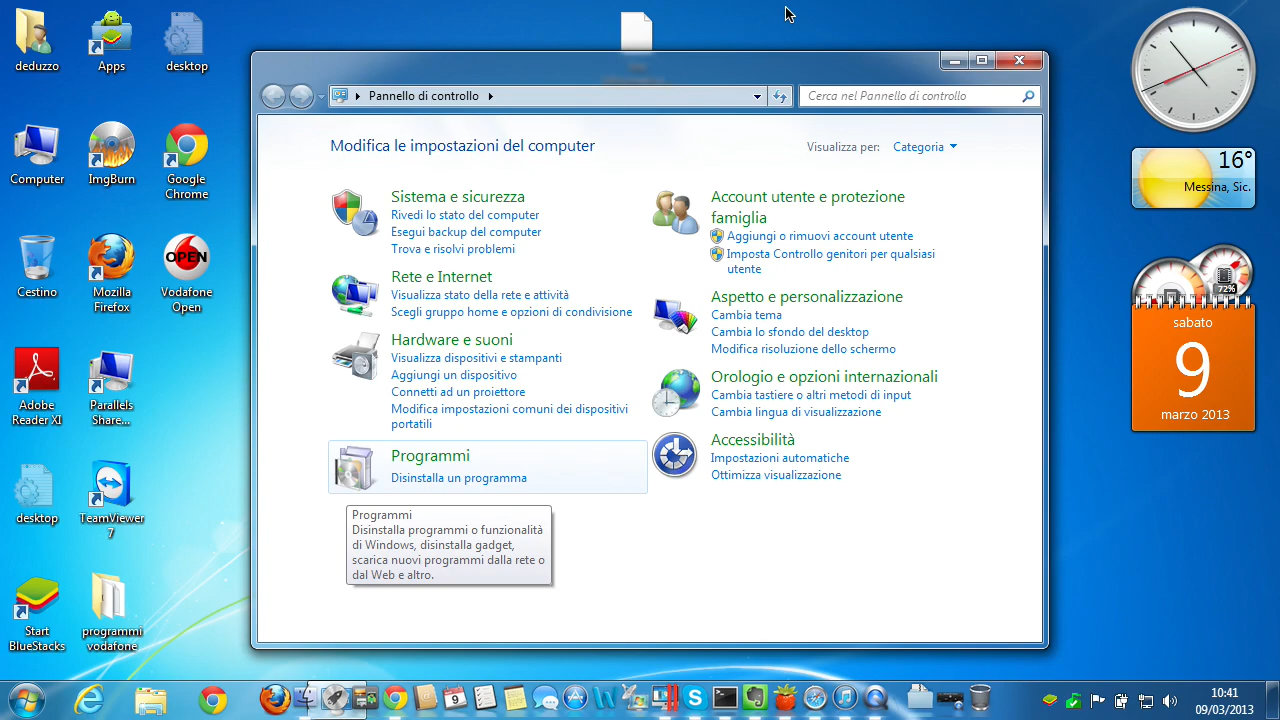 deduzzo
Apps
desktop
Computer
ImgBurn
Google
Chrome
Cestino
Mozilla
Firefox
OPEN
Vodafone
Open
Adobe
Reader XI
Parallels
Share...
desktop
TeamViewer
7
Start
BlueStacks
programmi
vodafone
Pannello di controllo
Cerca nel Pannello di controllo
Modifica le impostazioni del computer
Visualizza per:
Categoria
Sistema e sicurezza
Rivedi lo stato del computer
Esegui backup del computer
Trova e risolvi problemi
Rete e Internet
Visualizza stato della rete e attività
Scegli gruppo home e opzioni di condivisione
Hardware e suoni
Visualizza dispositivi e stampanti
Aggiungi un dispositivo
Connetti ad un proiettore
Modifica impostazioni comuni dei dispositivi
portatili
Programmi
Disinstalla un programma
Programmi
Disinstalla programmi o funzionalità
di Windows, disinstalla gadget,
scarica nuovi programmi dalla rete o
dal Web e altro.
Account utente e protezione
famiglia
Aggiungi o rimuovi account utente
Imposta Controllo genitori per qualsiasi
utente
Aspetto e personalizzazione
Cambia tema
Cambia lo sfondo del desktop
Modifica risoluzione dello schermo
Orologio e opzioni internazionali
Cambia tastiere o altri metodi di input
Cambia lingua di visualizzazione
Accessibilità
Impostazioni automatiche
Ottimizza visualizzazione
16°
Messina, Sic.
72%
sabato
9
marzo 2013
10:41
09/03/2013